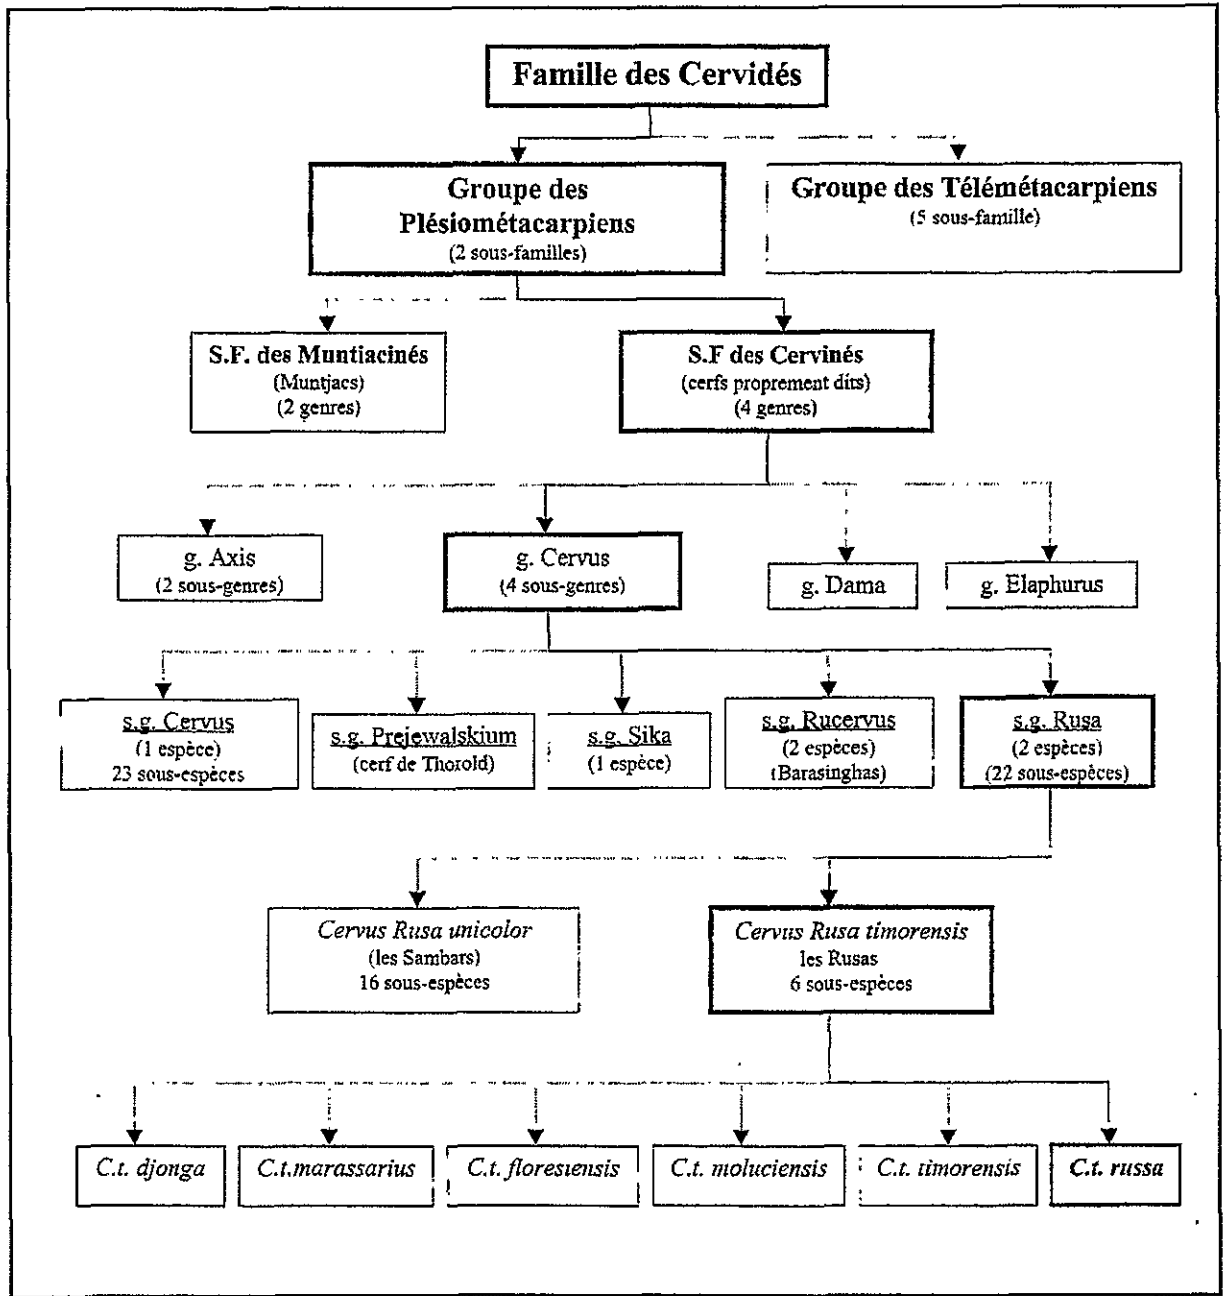 Famille des Cervidés
Groupe des
Plésiométacarpiens
(2 sous-familles)
Groupe des Télémétacarpiens
(5 sous-famille)
S.F. des Muntiacinés
(Muntjacs)
(2 genres)
S.F des Cervinés
(cerfs proprement dits)
(4 genres)
g. Axis
(2 sous-genres)
g. Cervus
(4 sous-genres)
g. Dama
g. Elaphurus
s.g. Cervus
(1 espèce)
23 sous-espèces
s.g. Prejewalskium
(cerf de Thorold)
s.g. Sika
(1 espèce)
s.g. Rucervus
(2 espèces)
(Barasinghas)
s.g. Rusa
(2 espèces)
(22 sous-espèces)
Cervus Rusa unicolor
(les Sambars)
16 sous-espèces
Cervus Rusa timorensis
les Rusas
6 sous-espèces
C.t. djonga
C.t.marassarius
C.t. floresiensis
C.t. moluciensis
C.t. timorensis
C.t. russa